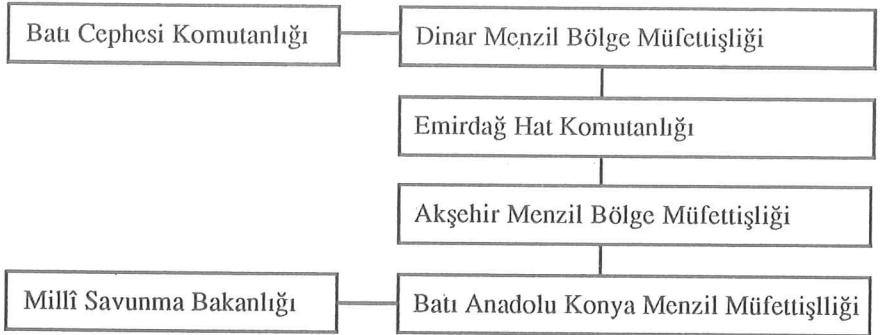 Batı Cephesi Komutanlığı
Dinar Menzil Bölge Müfettişliği
Emirdağ Hat Komutanlığı
Akşehir Menzil Bölge Müfettişliği
Millî Savunma Bakanlığı
Batı Anadolu Konya Menzil Müfettişlliği